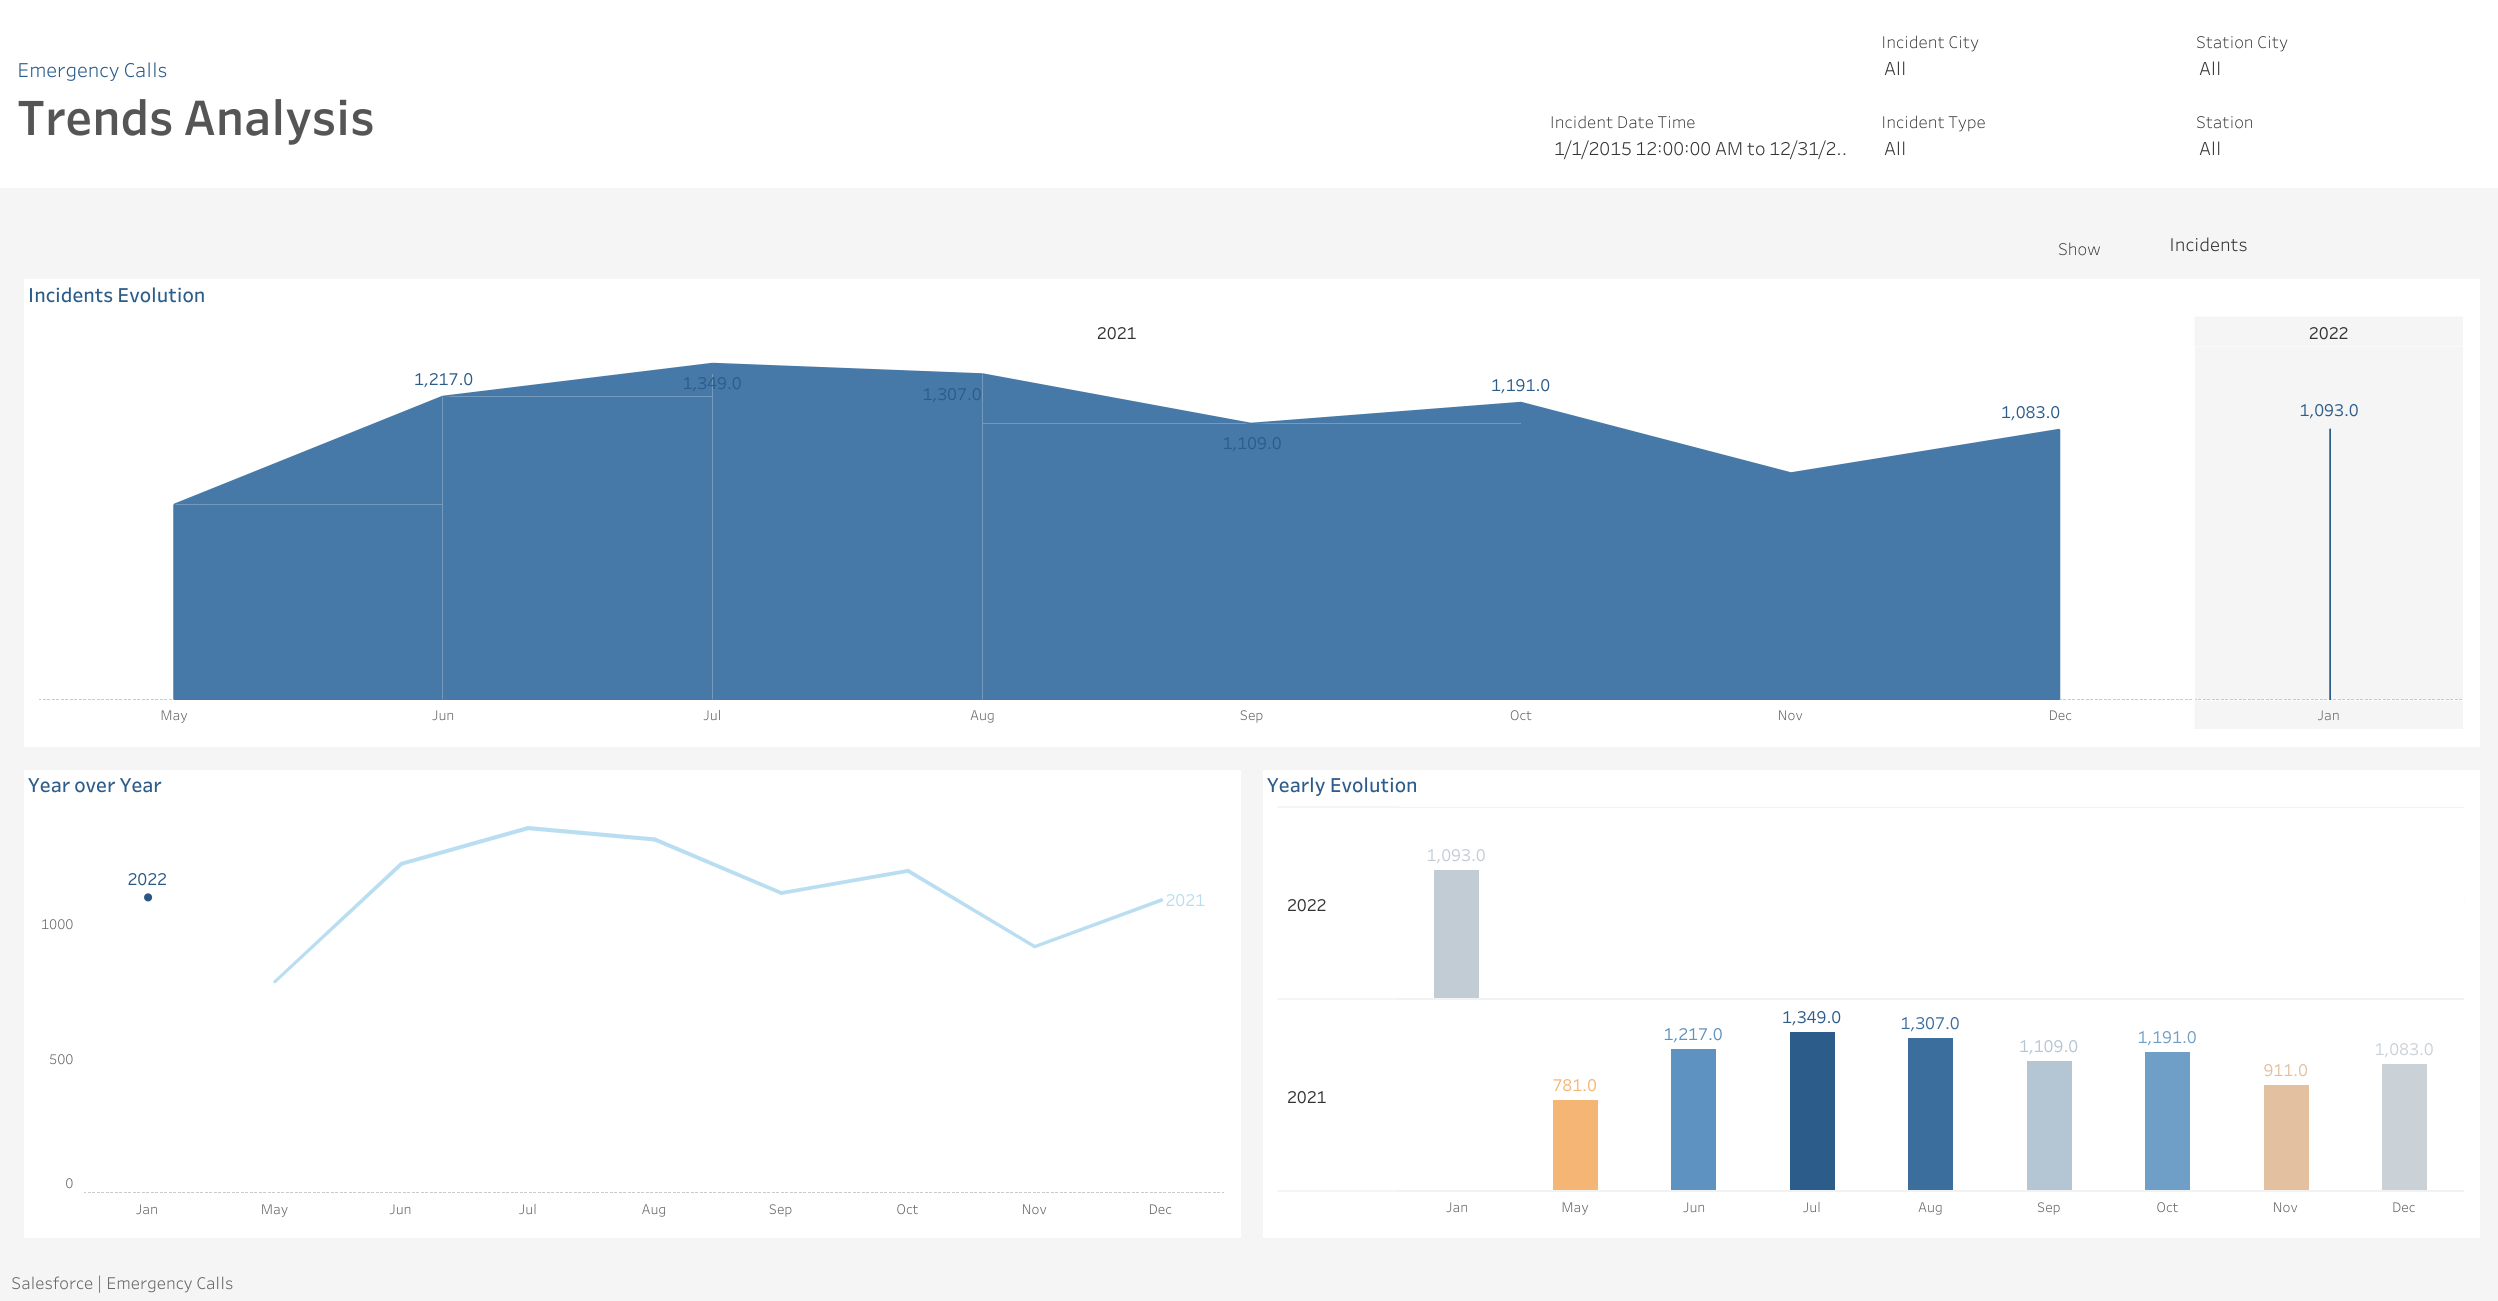 Emergency Calls
Trends Analysis
Incident City
All
Station City
All
Incident Date Time
1/1/2015 12:00:00 AM to 12/31/2..
Incident Type
All
Station
All
Show
Incidents
Incidents Evolution
2021
2022
1,217.0
1,349.0
1,307.0
1,109.0
1,191.0
1,083.0
1,093.0
May
Jun
Jul
Aug
Sep
Oct
Nov
Dec
Jan
Year over Year
2022
2021
1000
500
0
Jan
May
Jun
Jul
Aug
Sep
Oct
Nov
Dec
Yearly Evolution
2022
1,093.0
2021
781.0
1,217.0
1,349.0
1,307.0
1,109.0
1,191.0
911.0
1,083.0
Jan
May
Jun
Jul
Aug
Sep
Oct
Nov
Dec
Salesforce | Emergency Calls